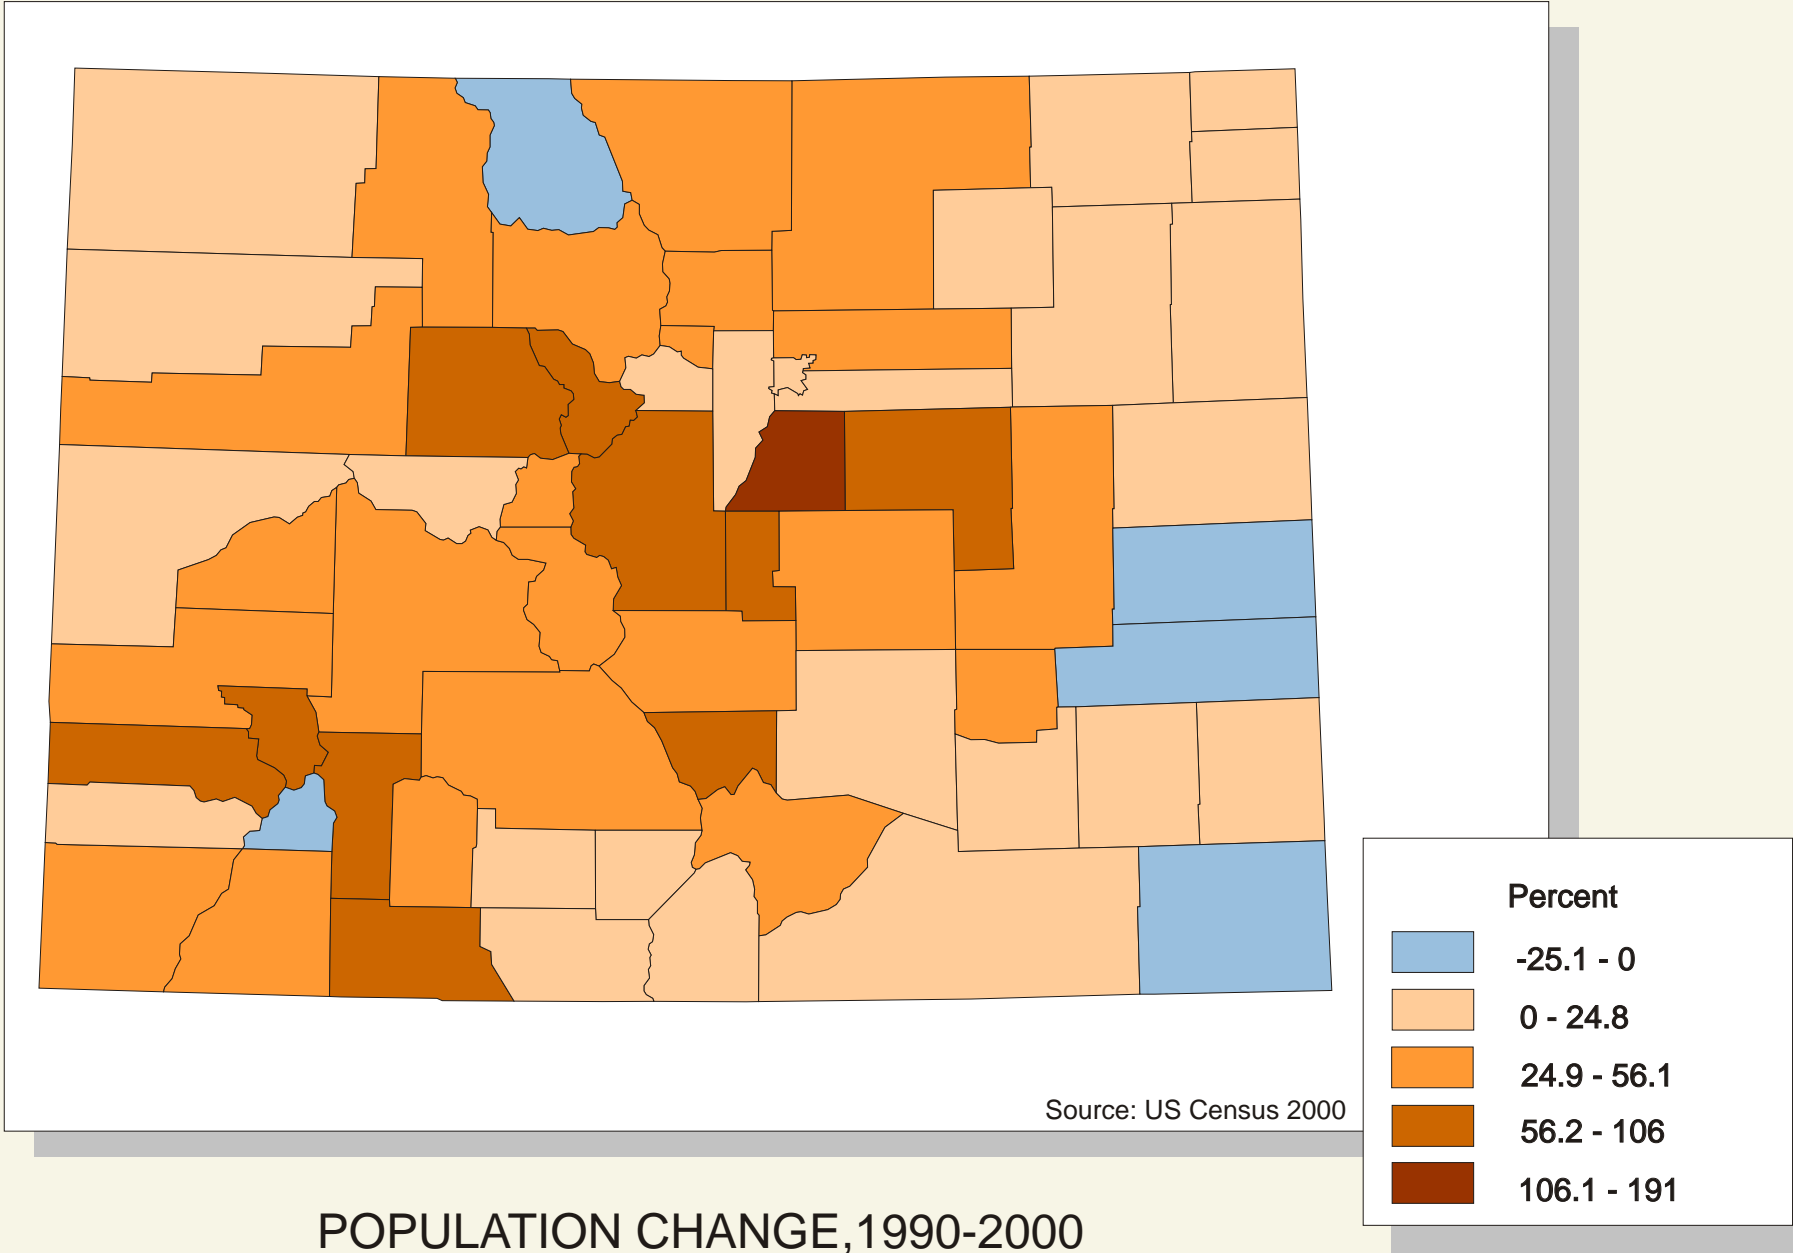 Percent
-25.1 - 0
0 - 24.8
24.9 - 56.1
56.2 - 106
106.1 - 191
Source: US Census 2000
POPULATION CHANGE,1990-2000